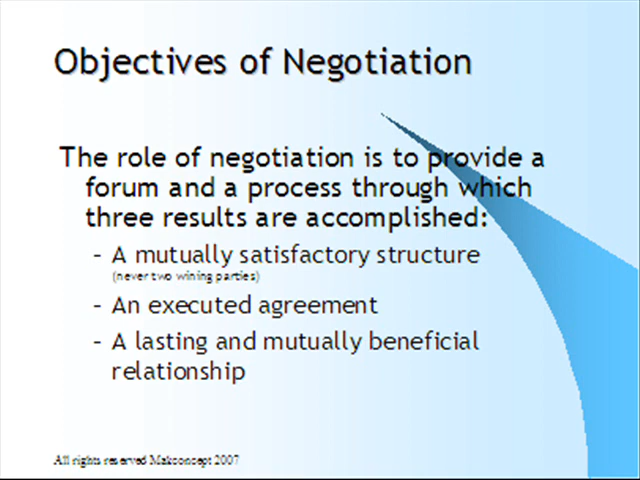 Objectives of Negotiation
The role of negotiation is to provide a
forum and a process through which
three results are accomplished:
– A mutually satisfactory structure
(never two wining parties)
– An executed agreement
– A lasting and mutually beneficial
relationship
All rights reserved Makconcept 2007